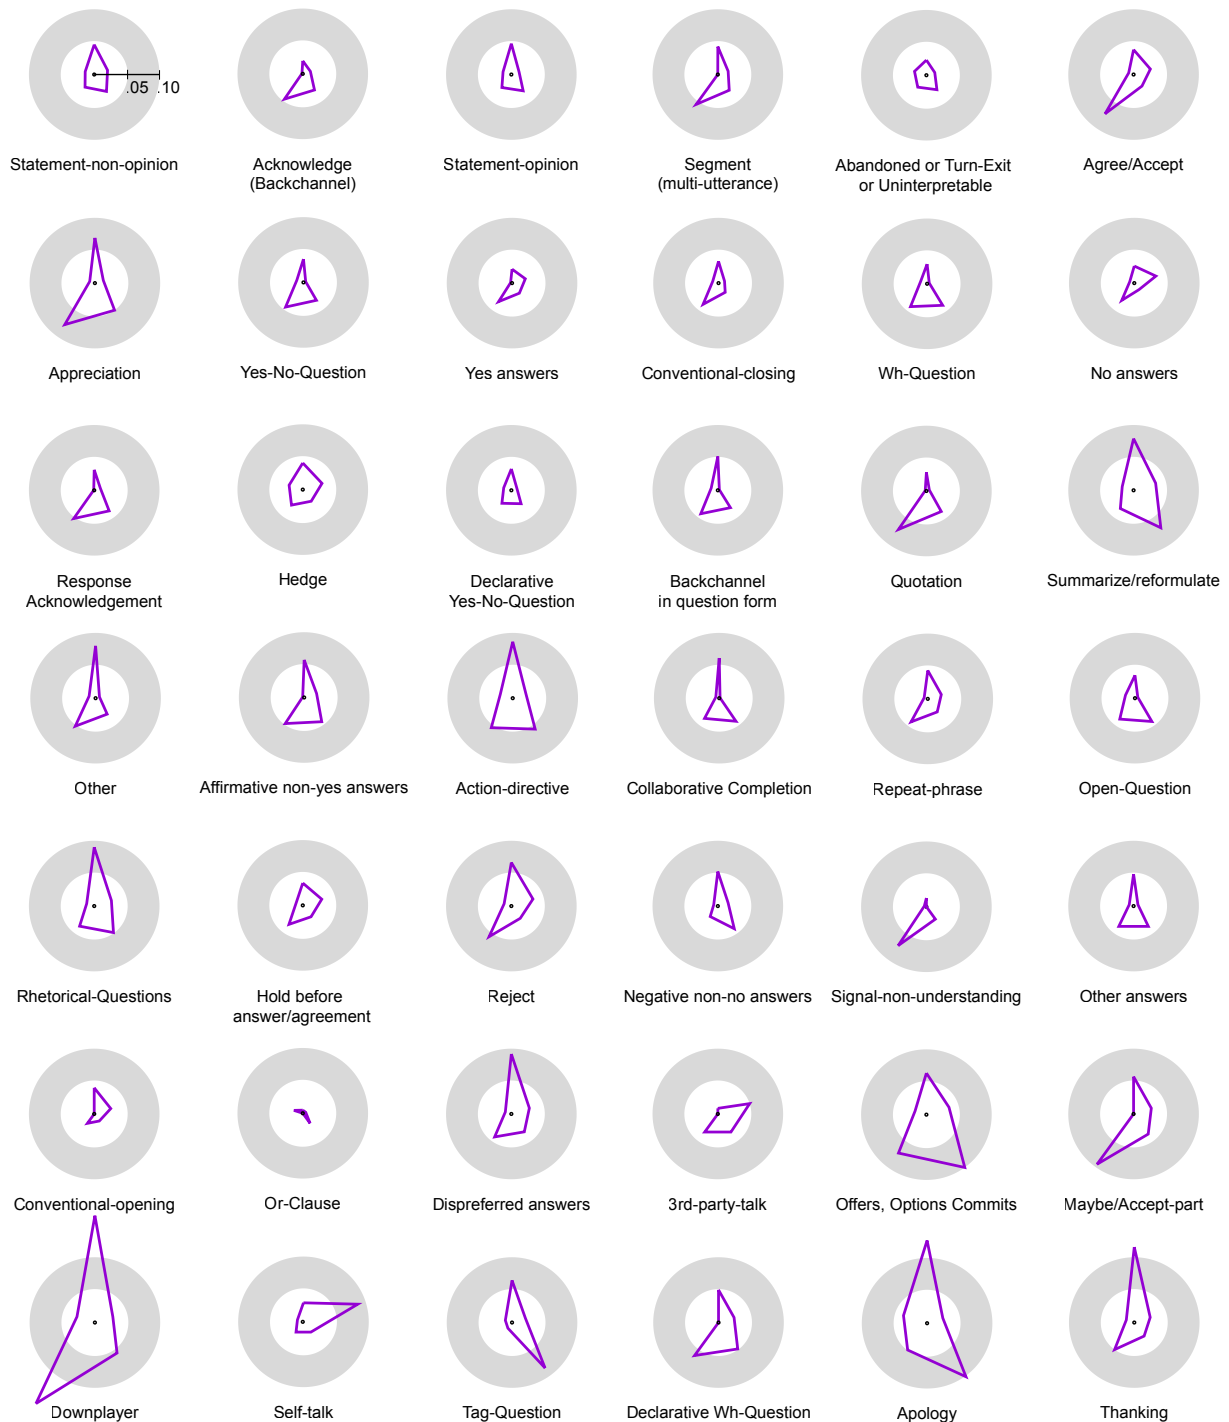 .05 .10
Statement-non-opinion
Acknowledge
(Backchannel)
Statement-opinion
Segment
(multi-utterance)
Abandoned or Turn-Exit
or Uninterpretable
Agree/Accept
Appreciation
Yes-No-Question
Yes answers
Conventional-closing
Wh-Question
No answers
Response
Acknowledgement
Hedge
Declarative
Yes-No-Question
Backchannel
in question form
Quotation
Summarize/reformulate
Other
Affirmative non-yes answers
Action-directive
Collaborative Completion
Repeat-phrase
Open-Question
Rhetorical-Questions
Hold before
answer/agreement
Reject
Negative non-no answers
Signal-non-understanding
Other answers
Conventional-opening
Or-Clause
Dispreferred answers
3rd-party-talk
Offers, Options Commits
Maybe/Accept-part
Downplayer
Self-talk
Tag-Question
Declarative Wh-Question
Apology
Thanking